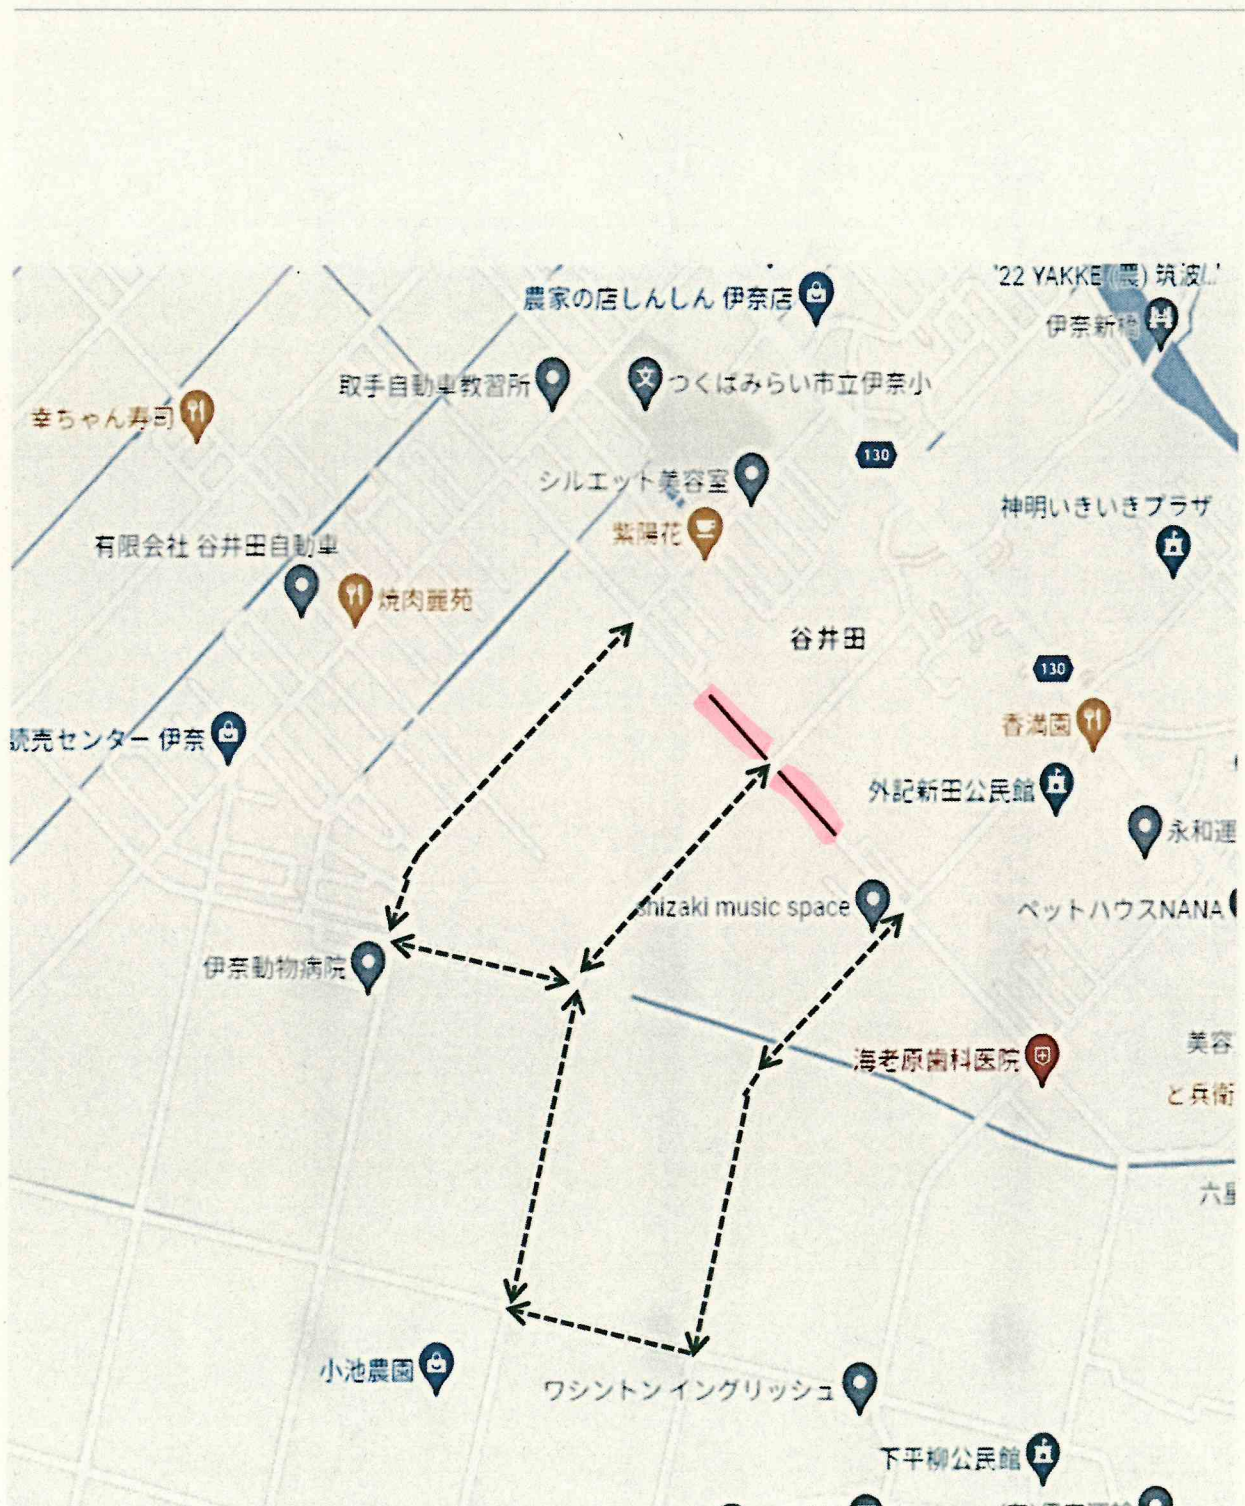 '22 YAKKE (農) 筑波...'
農家の店しんしん 伊奈店
伊奈新橋
取手自動車教習所
つくばみらい市立伊奈小
幸ちゃん寿司
130
シルエット美容室
神明いきいきプラザ
紫陽花
有限会社 谷井田自動車
焼肉麗苑
谷井田
130
香満園
読売センター 伊奈
外記新田公民館
永和運
shizaki music space
ペットハウスNANA
伊奈動物病院
美容
海老原歯科医院
と兵衛
小池農園
ワシントン イングリッシュ
下平柳公民館